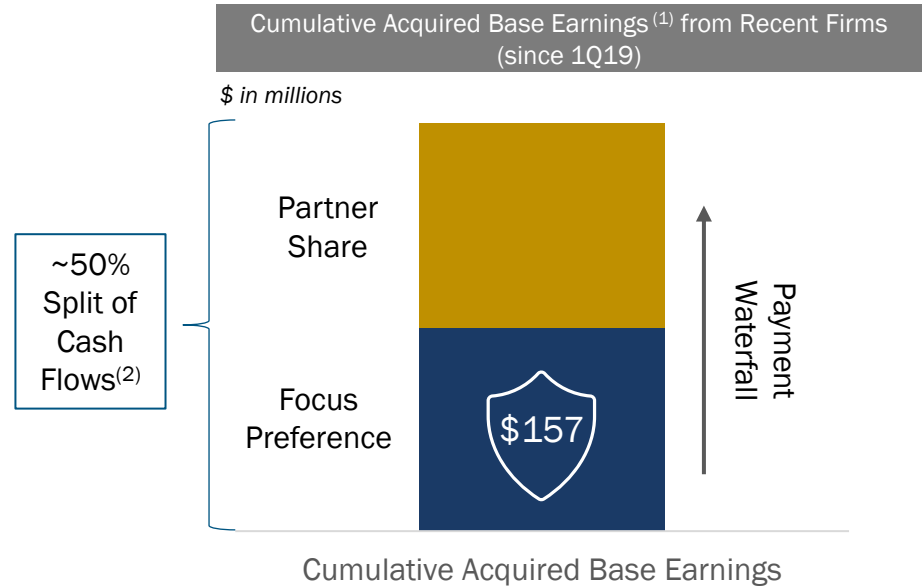 Cumulative Acquired Base Earnings (1) from Recent Firms
(since 1Q19)
$ in millions
Partner
Share
~50%
Split of
Cash
Flows(2)
Focus
Preference
$157
Payment
Waterfall
Cumulative Acquired Base Earnings